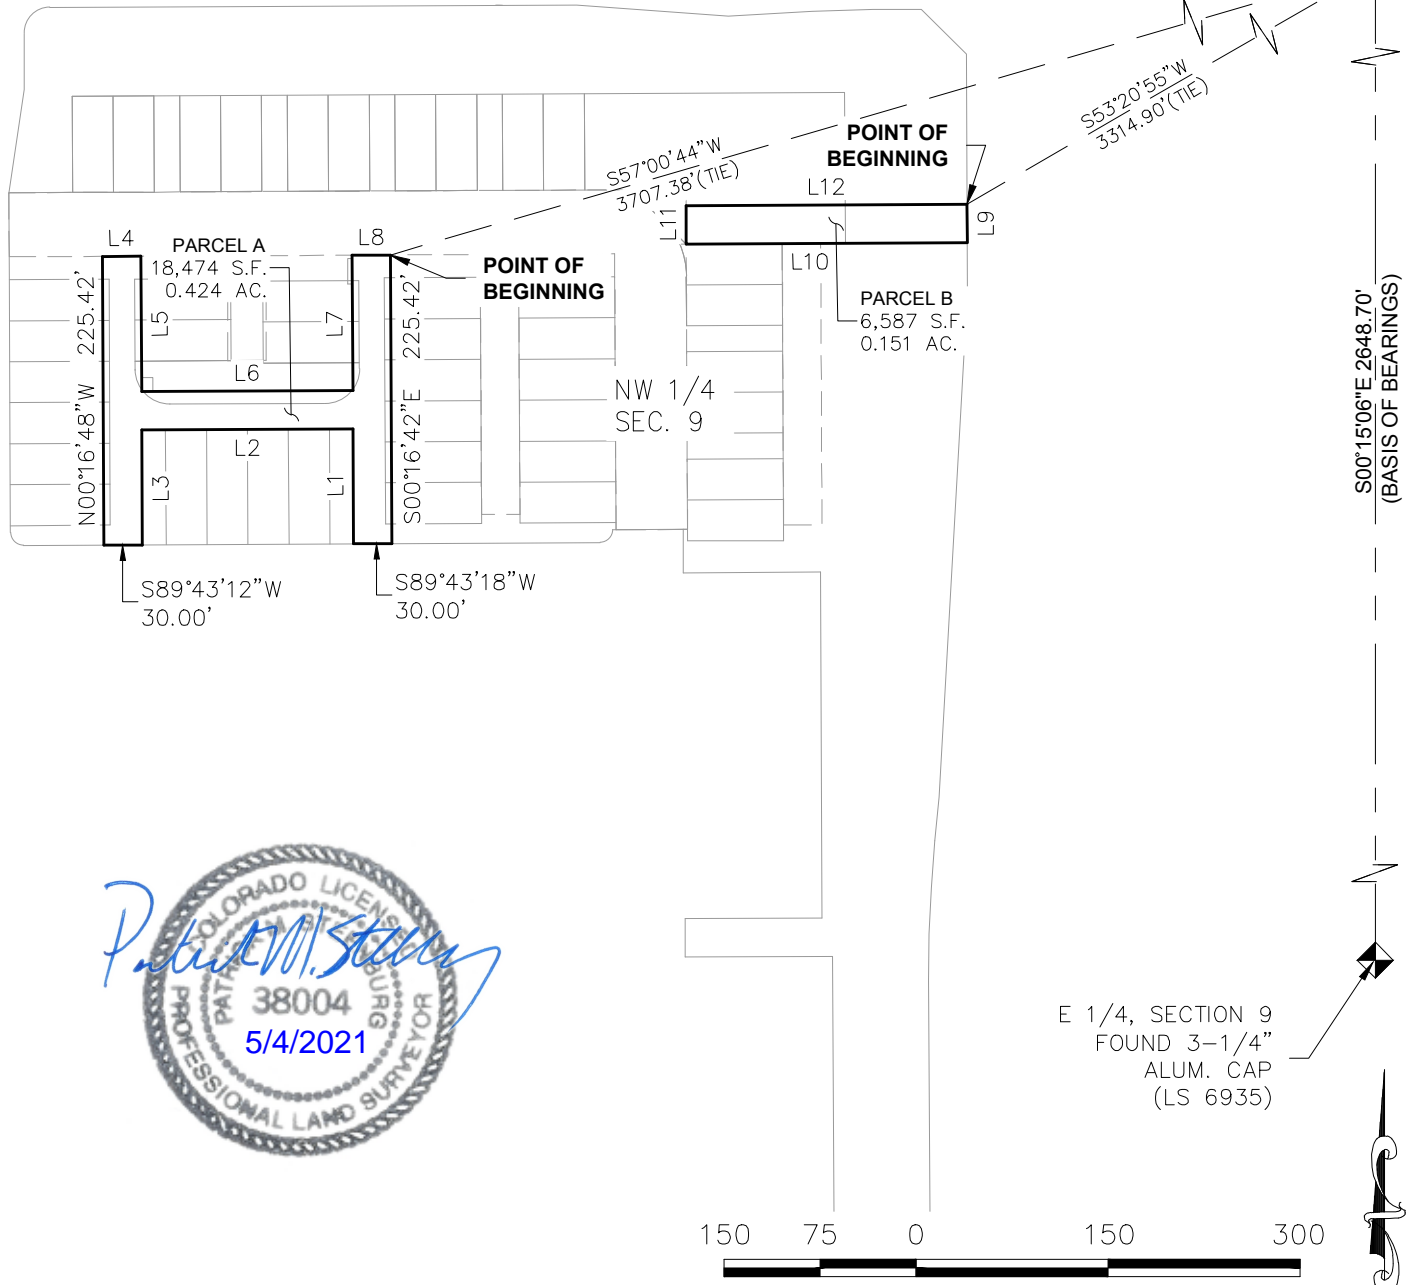 S53°20'55"W
3314.90'(TIE)
POINT OF
BEGINNING
S57°00'44"W
3707.38'(TIE)
L12
L11
L9
L10
L4
PARCEL A
18,474 S.F.
0.424 AC.
L8
POINT OF
BEGINNING
PARCEL B
6,587 S.F.
0.151 AC.
S00°15'06"E 2648.70'
(BASIS OF BEARINGS)
N00°16'48"W 225.42'
L5
L7
S00°16'42"E 225.42'
L6
NW 1/4
SEC. 9
L2
L3
L1
S89°43'12"W
30.00'
S89°43'18"W
30.00'
COLORADO LICENSED
PATRICK M. STEENBURG
38004
5/4/2021
PROFESSIONAL LAND SURVEYOR
E 1/4, SECTION 9
FOUND 3-1/4"
ALUM. CAP
(LS 6935)
150 75 0 150 300